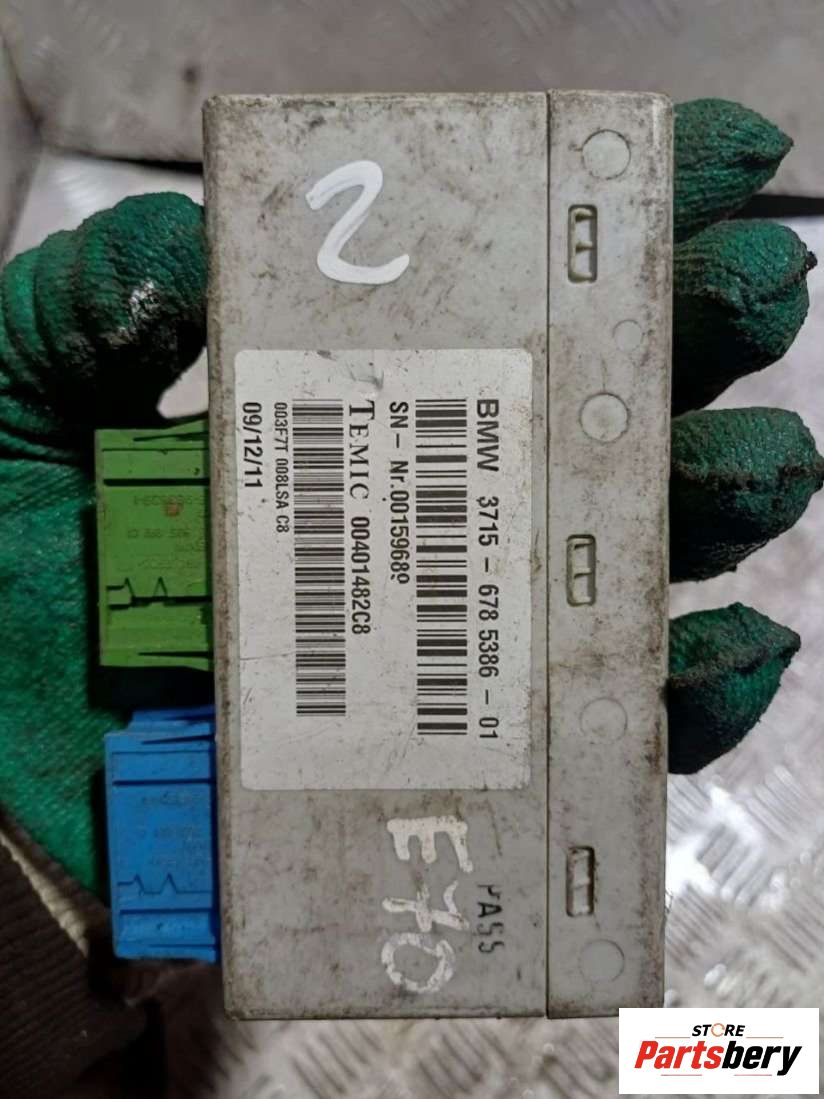 2
BMW 3715 - 678 5386 - 01
SN - Nr.00159689
TEMIC 00401482C8
003F7T 008LSA C8
09/12/11
E70
PASS
STORE
Partsbery